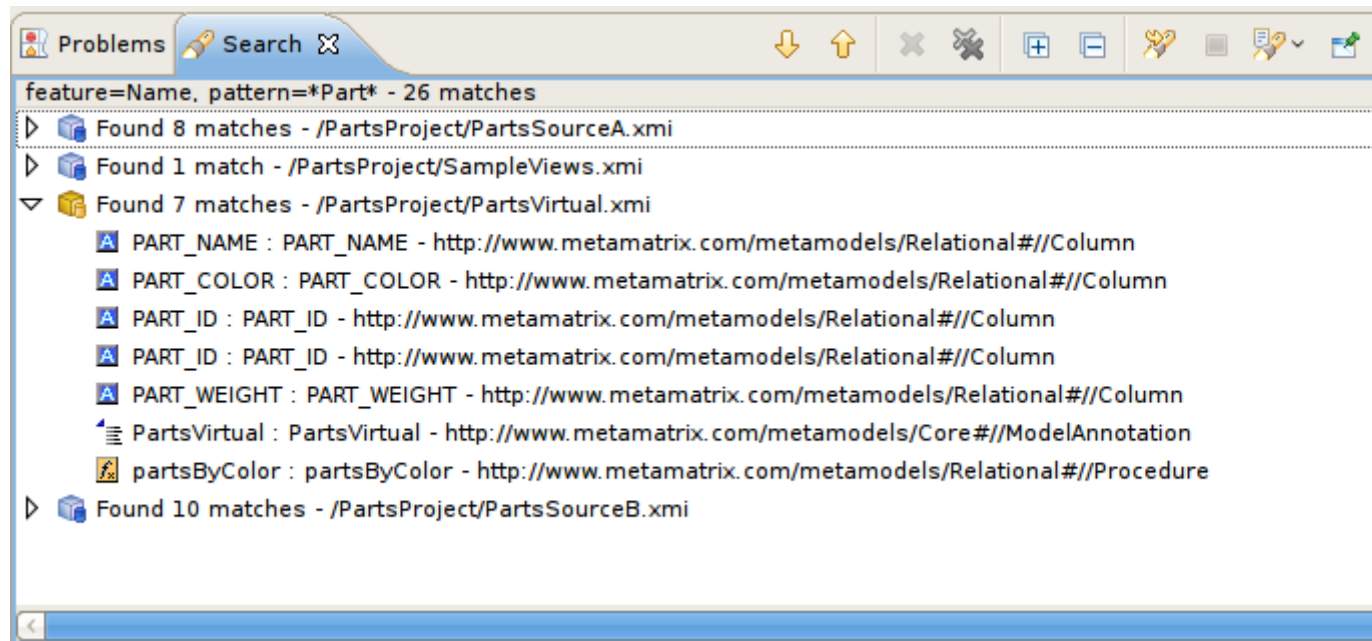 Problems Search
feature=Name, pattern=*Part* - 26 matches
Found 8 matches - /PartsProject/PartsSourceA.xmi
Found 1 match - /PartsProject/SampleViews.xmi
Found 7 matches - /PartsProject/PartsVirtual.xmi
PART_NAME : PART_NAME - http://www.metamatrix.com/metamodels/Relational#//Column
PART_COLOR : PART_COLOR - http://www.metamatrix.com/metamodels/Relational#//Column
PART_ID : PART_ID - http://www.metamatrix.com/metamodels/Relational#//Column
PART_ID : PART_ID - http://www.metamatrix.com/metamodels/Relational#//Column
PART_WEIGHT : PART_WEIGHT - http://www.metamatrix.com/metamodels/Relational#//Column
PartsVirtual : PartsVirtual - http://www.metamatrix.com/metamodels/Core#//ModelAnnotation
partsByColor : partsByColor - http://www.metamatrix.com/metamodels/Relational#//Procedure
Found 10 matches - /PartsProject/PartsSourceB.xmi